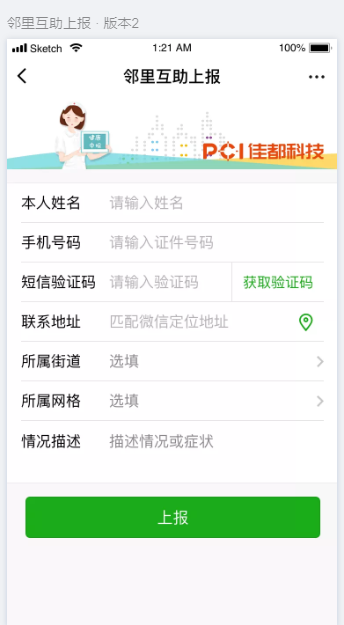 邻里互助上报 · 版本2
Sketch 1:21 AM 100%
邻里互助上报
PCI佳都科技
本人姓名 请输入姓名
手机号码 请输入证件号码
短信验证码 请输入验证码 获取验证码
联系地址 匹配微信定位地址
所属街道 选填
所属网格 选填
情况描述 描述情况或症状
上报